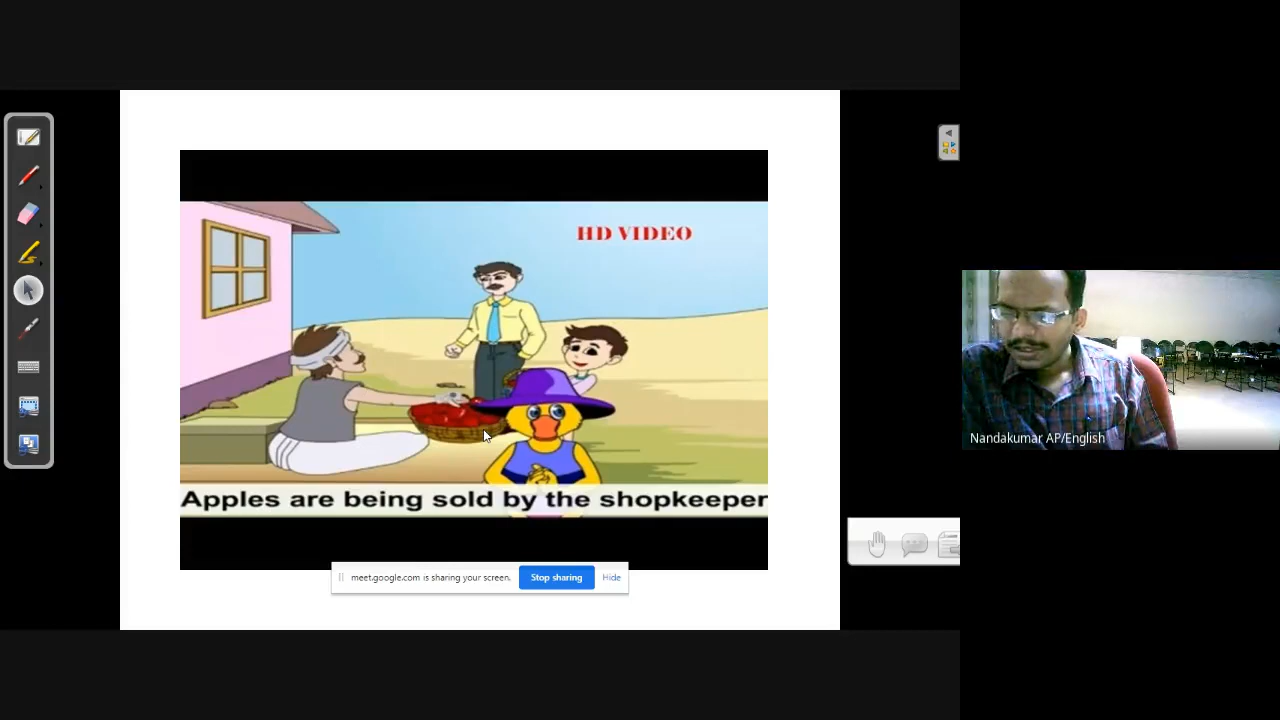 HD VIDEO
Apples are being sold by the shopkeeper
meet.google.com is sharing your screen.
Stop sharing
Hide
Nandakumar AP/English